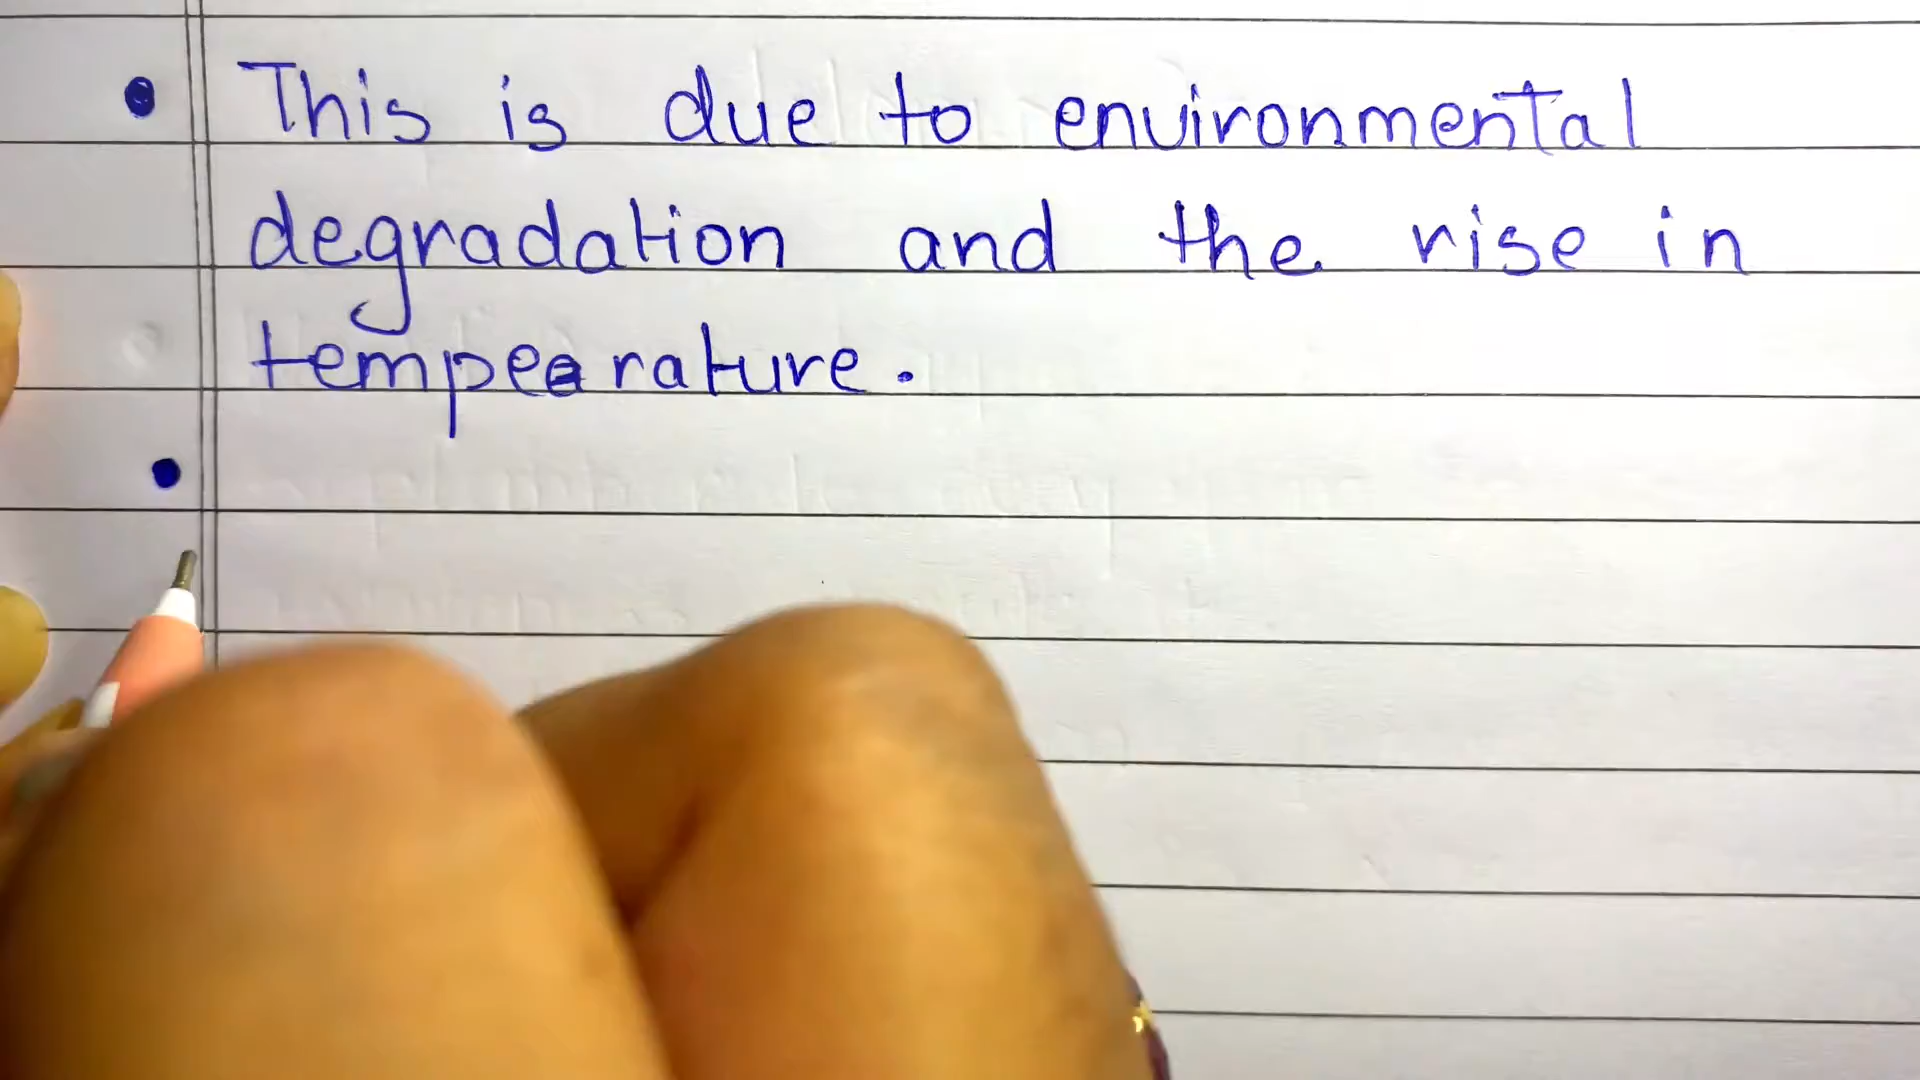 • This is due to environmental
degradation and the rise in
tempearature.
•